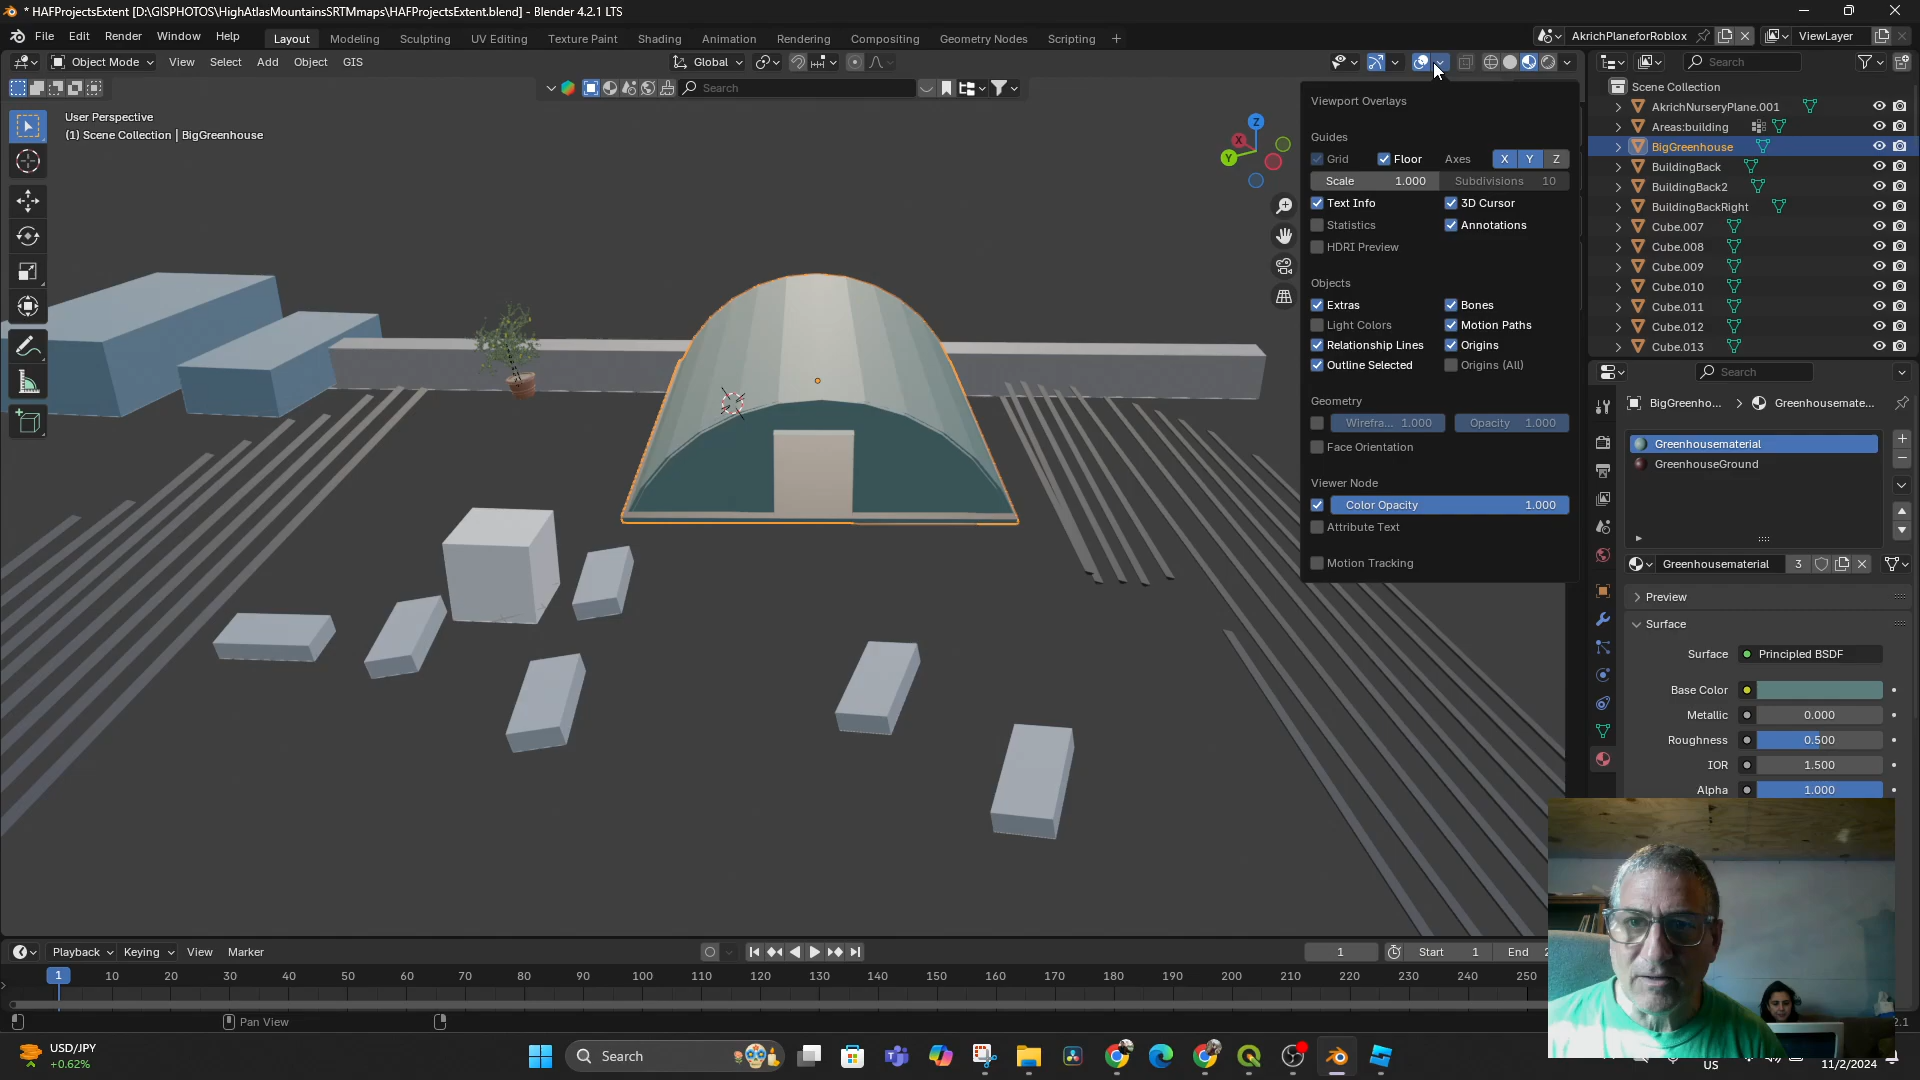 * HAFProjectsExtent [D:\GISPHOTOS\HighAtlasMountainsSRTMmaps\HAFProjectsExtent.blend] - Blender 4.2.1 LTS
File Edit Render Window Help Layout Modeling Sculpting UV Editing Texture Paint Shading Animation Rendering Compositing Geometry Nodes Scripting + AkrichPlaneforRoblox ViewLayer
Object Mode View Select Add Object GIS Global Search
Search
User Perspective
(1) Scene Collection | BigGreenhouse
Z
X
Y
Viewport Overlays
Guides
Grid Floor Axes X Y Z
Scale 1.000 Subdivisions 10
Text Info 3D Cursor
Statistics Annotations
HDRI Preview
Objects
Extras Bones
Light Colors Motion Paths
Relationship Lines Origins
Outline Selected Origins (All)
Geometry
Wirefra... 1.000 Opacity 1.000
Face Orientation
Viewer Node
Color Opacity 1.000
Attribute Text
Motion Tracking
Scene Collection
AkrichNurseryPlane.001
Areas:building
BigGreenhouse
BuildingBack
BuildingBack2
BuildingBackRight
Cube.007
Cube.008
Cube.009
Cube.010
Cube.011
Cube.012
Cube.013
Search
BigGreenho... > Greenhousemate...
Greenhousematerial
GreenhouseGround
Greenhousematerial 3
Preview
Surface
Surface Principled BSDF
Base Color
Metallic 0.000
Roughness 0.500
IOR 1.500
Alpha 1.000
Playback Keying View Marker 1 Start 1 End
1 10 20 30 40 50 60 70 80 90 100 110 120 130 140 150 160 170 180 190 200 210 220 230 240 250
Pan View
USD/JPY
+0.62%
Search
US
11/2/2024